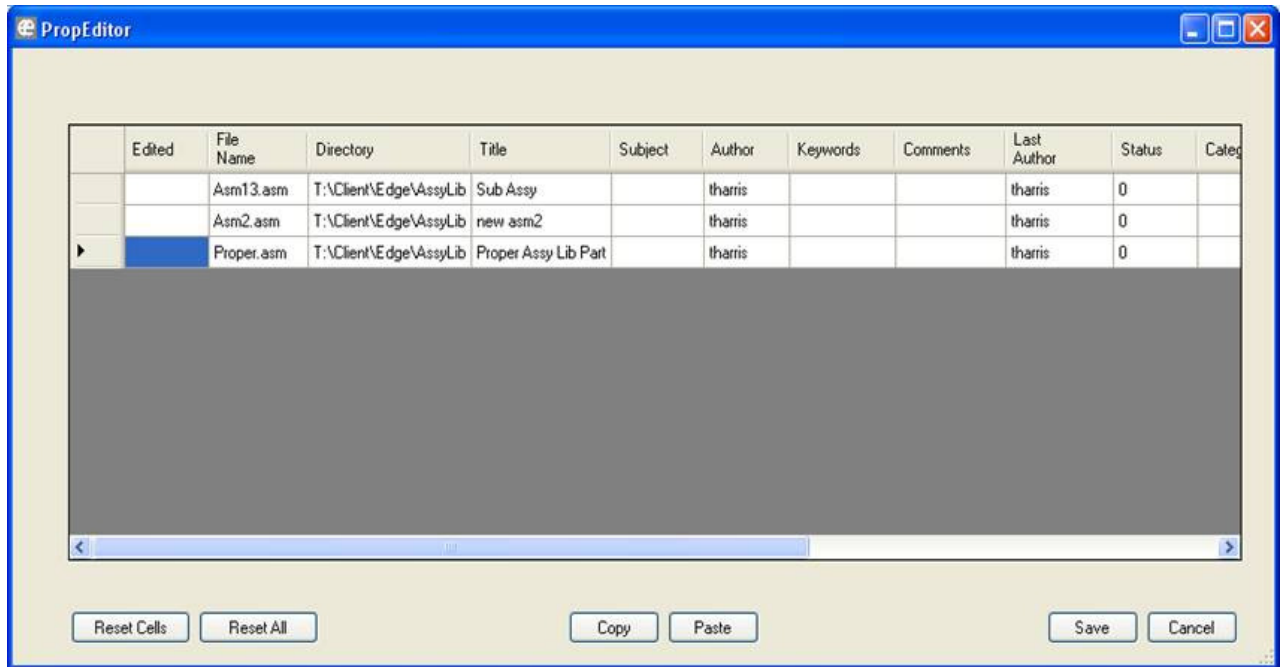 PropEditor
Edited File Name Directory Title Subject Author Keywords Comments Last Author Status Categ
Asm13.asm T:\Client\Edge\AssyLib Sub Assy tharris tharris 0
Asm2.asm T:\Client\Edge\AssyLib new asm2 tharris tharris 0
Proper.asm T:\Client\Edge\AssyLib Proper Assy Lib Part tharris tharris 0
Reset Cells Reset All Copy Paste Save Cancel